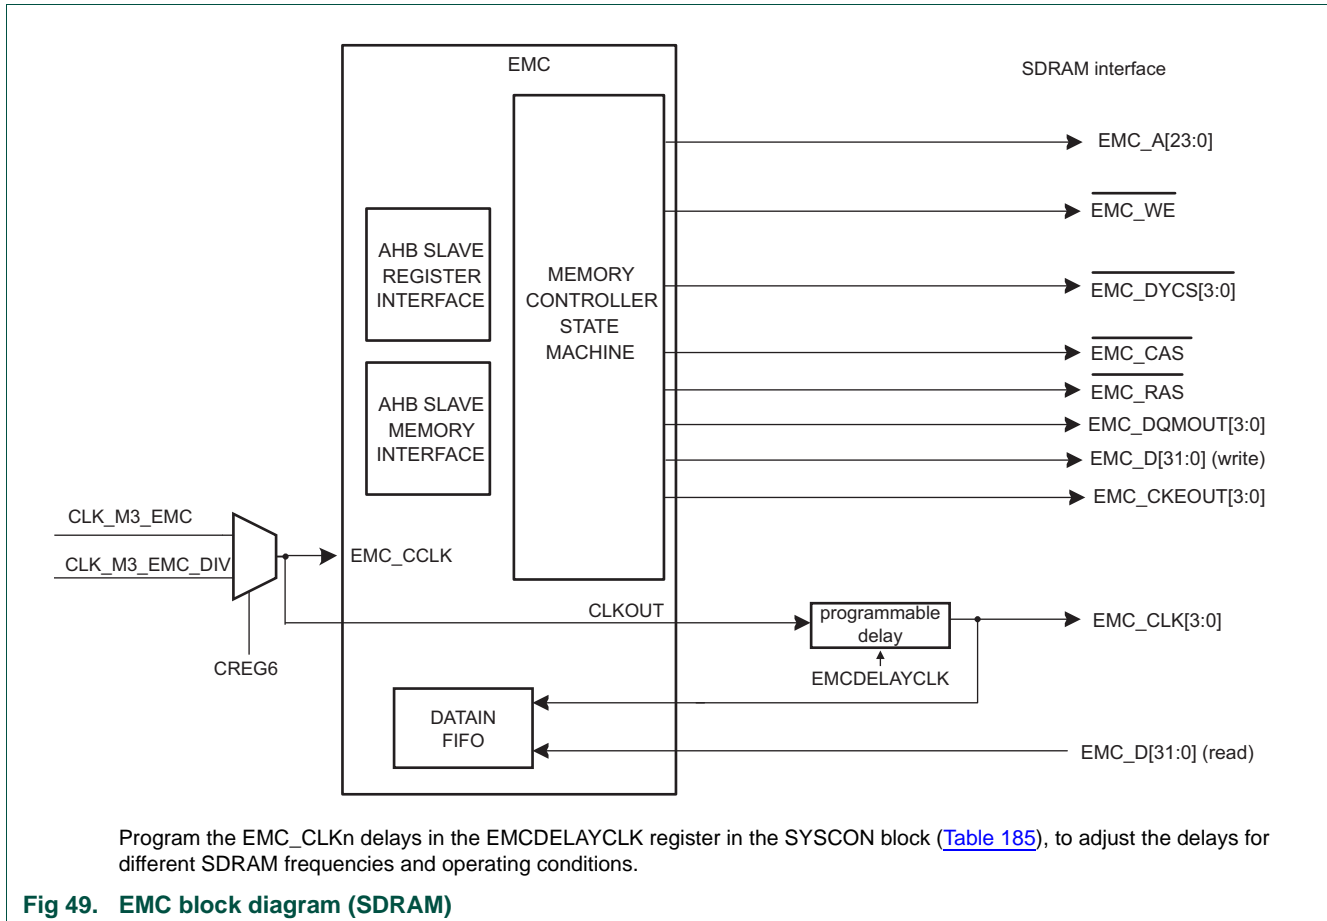 EMC
SDRAM interface
EMC_A[23:0]
EMC_WE
EMC_DYCS[3:0]
EMC_CAS
EMC_RAS
EMC_DQMOUT[3:0]
EMC_D[31:0] (write)
EMC_CKEOUT[3:0]
AHB SLAVE
REGISTER
INTERFACE
MEMORY
CONTROLLER
STATE
MACHINE
AHB SLAVE
MEMORY
INTERFACE
CLK_M3_EMC
CLK_M3_EMC_DIV
EMC_CCLK
CREG6
CLKOUT
programmable
delay
EMCDELAYCLK
EMC_CLK[3:0]
DATAIN
FIFO
EMC_D[31:0] (read)
Program the EMC_CLKn delays in the EMCDELAYCLK register in the SYSCON block (Table 185), to adjust the delays for
different SDRAM frequencies and operating conditions.
Fig 49. EMC block diagram (SDRAM)